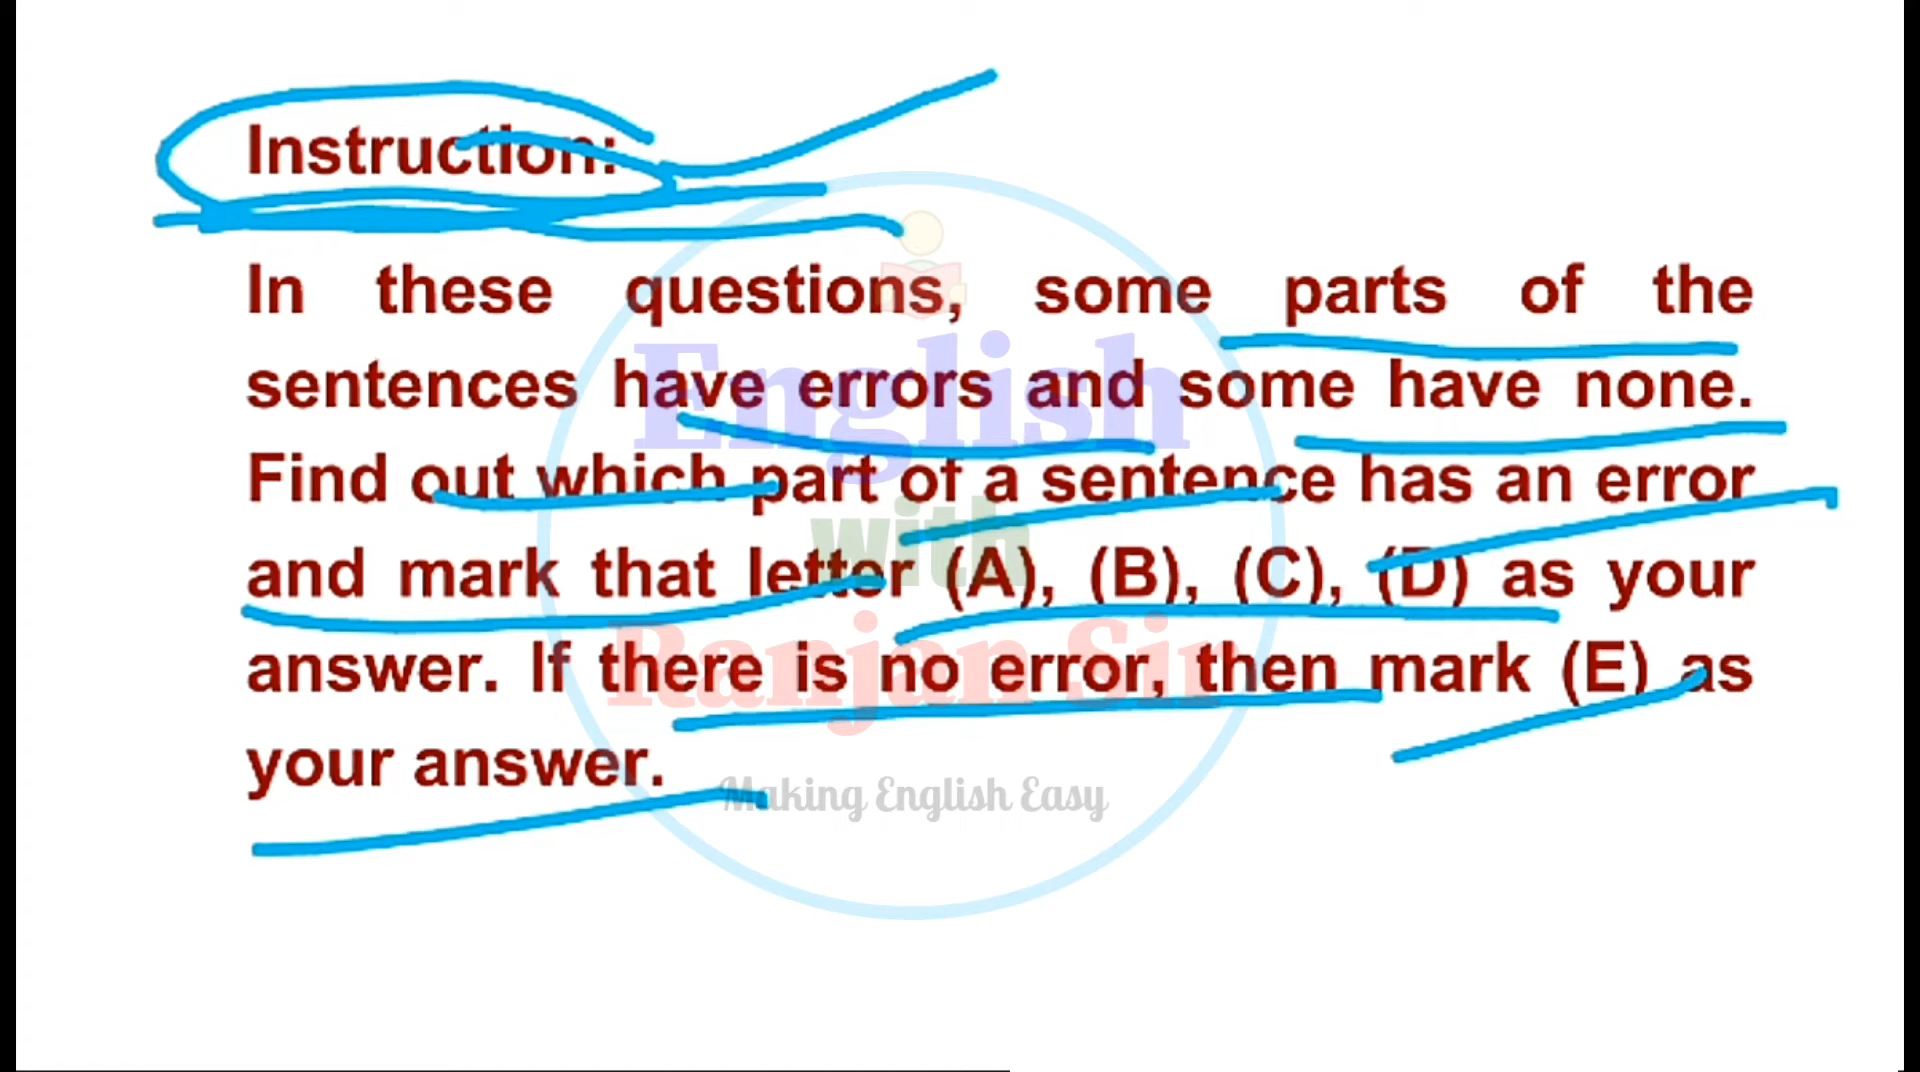 Instruction:
In these questions, some parts of the
sentences have errors and some have none.
Find out which part of a sentence has an error
and mark that letter (A), (B), (C), (D) as your
answer. If there is no error, then mark (E) as
your answer.
English
with
Ranjan Sir
Making English Easy